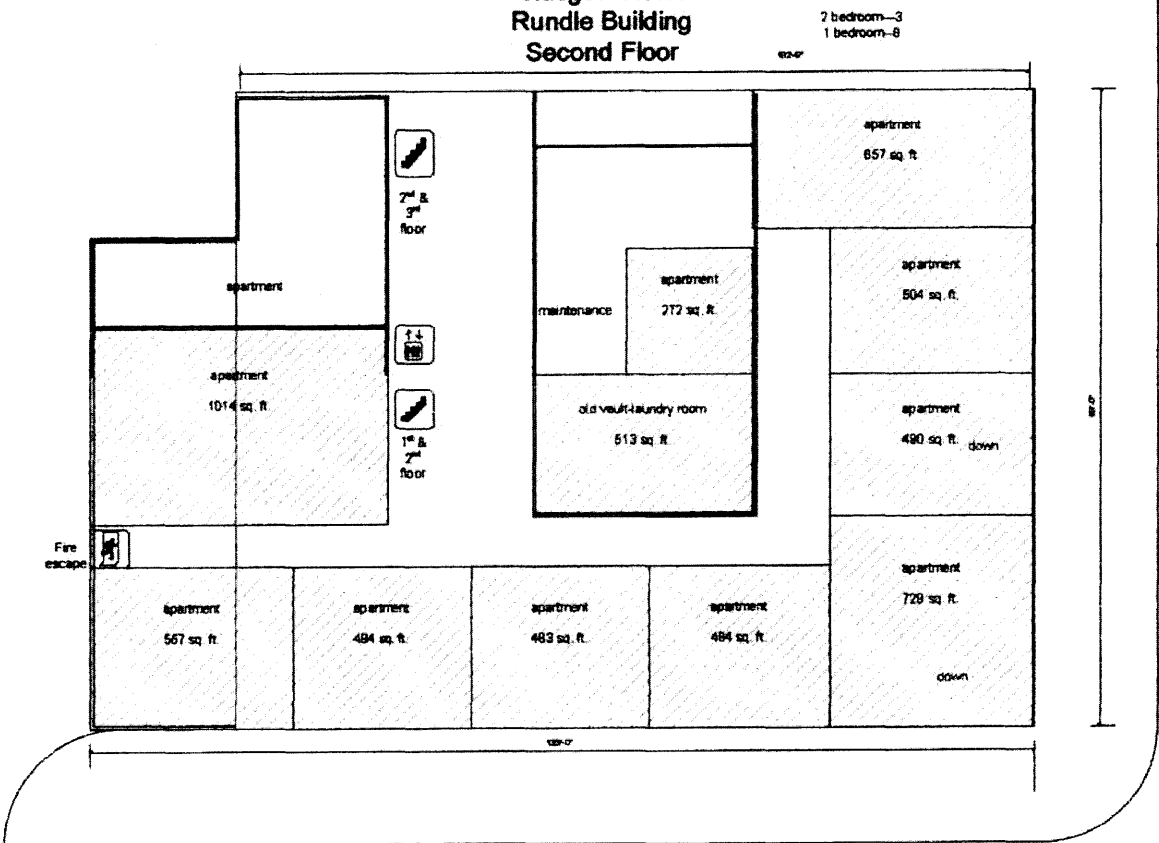 Rundle Building
Second Floor
2 bedroom—3
1 bedroom—8
apartment
657 sq. ft
2nd &
3rd
floor
apartment
504 sq. ft.
apartment
272 sq. ft.
apartment
maintenance
apartment
1014 sq. ft.
old vault-laundry room
513 sq. ft.
apartment
490 sq. ft.
down
1st &
2nd
floor
Fire
escape
apartment
729 sq. ft.
down
apartment
567 sq. ft.
apartment
484 sq. ft.
apartment
483 sq. ft.
apartment
484 sq. ft.